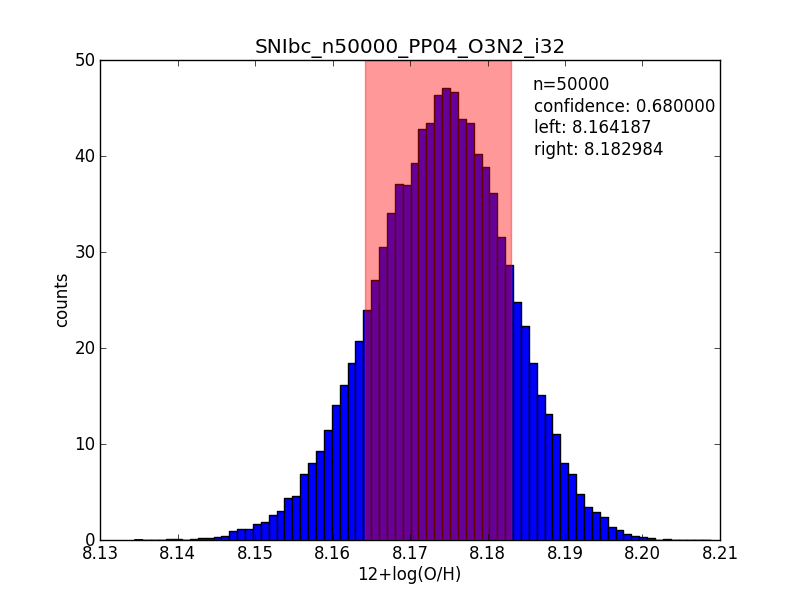 SNIbc_n50000_PP04_O3N2_i32
n=50000
confidence: 0.680000
left: 8.164187
right: 8.182984
counts
50
40
30
20
10
0
8.13 8.14 8.15 8.16 8.17 8.18 8.19 8.20 8.21
12+log(O/H)